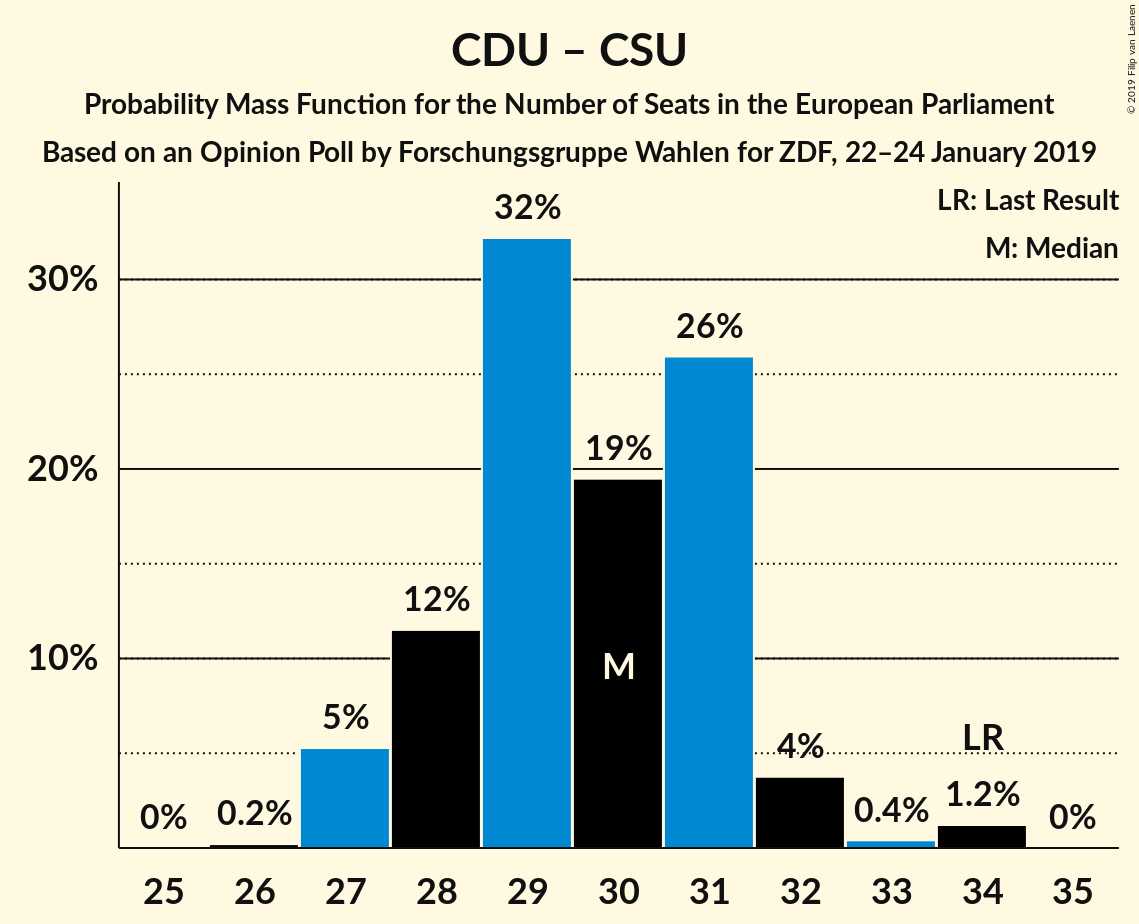 CDU – CSU
Probability Mass Function for the Number of Seats in the European Parliament
Based on an Opinion Poll by Forschungsgruppe Wahlen for ZDF, 22–24 January 2019
© 2019 Filip van Laenen
LR: Last Result
M: Median
32%
30%
26%
19%
20%
12%
10%
M
5%
4%
LR
0%
0.2%
0.4%
1.2%
0%
25 26 27 28 29 30 31 32 33 34 35